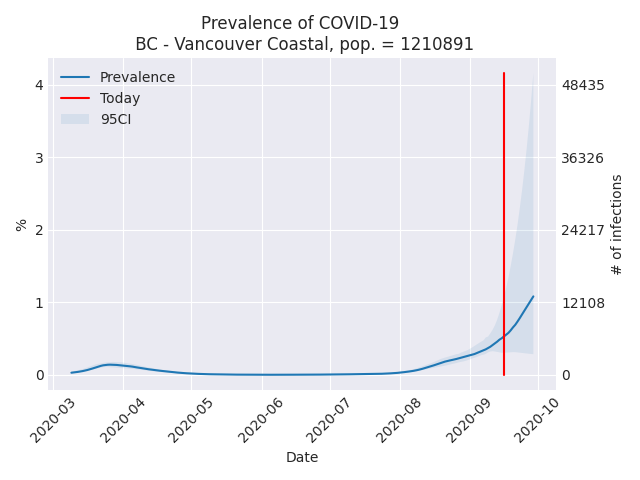 Prevalence of COVID-19
BC - Vancouver Coastal, pop. = 1210891
Prevalence
Today
95CI
4
3
2
1
0
%
48435
36326
24217
12108
0
# of infections
2020-03
2020-04
2020-05
2020-06
2020-07
2020-08
2020-09
2020-10
Date